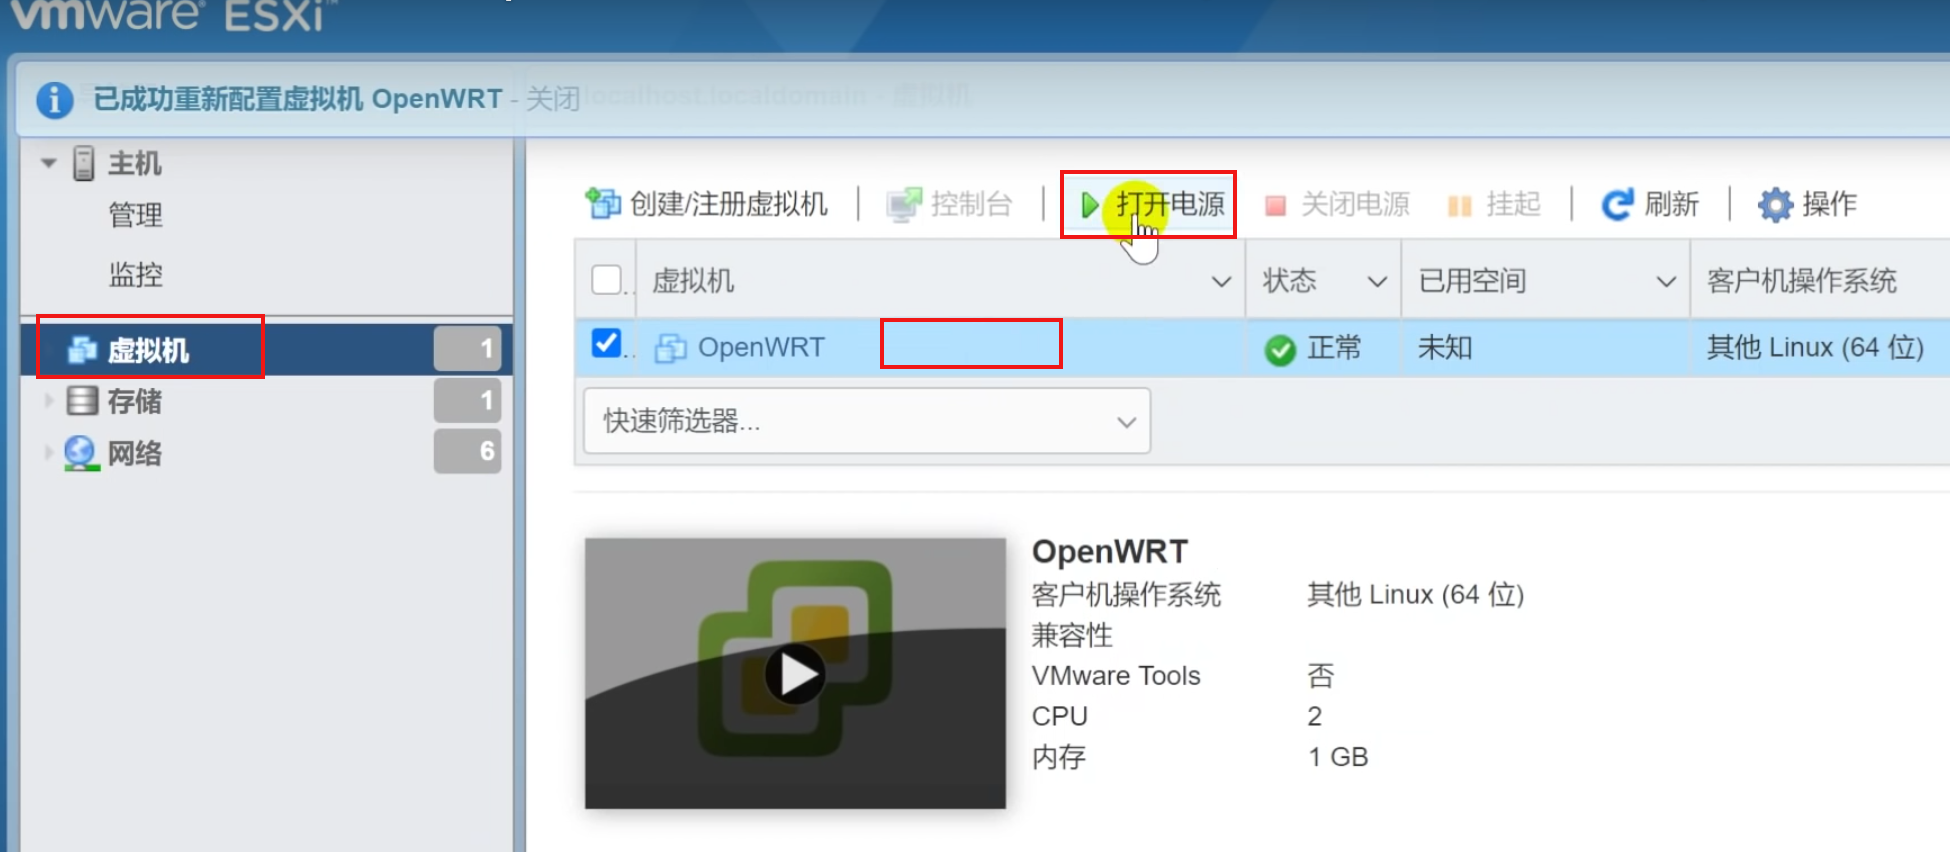 vmware ESXi™
已成功重新配置虚拟机 OpenWRT - 关闭
localhost.localdomain - 虚拟机
主机
管理
监控
虚拟机 1
存储 1
网络 6
创建/注册虚拟机 控制台 打开电源 关闭电源 挂起 刷新 操作
虚拟机 状态 已用空间 客户机操作系统
OpenWRT 正常 未知 其他 Linux (64 位)
快速筛选器...
OpenWRT
客户机操作系统 其他 Linux (64 位)
兼容性
VMware Tools 否
CPU 2
内存 1 GB